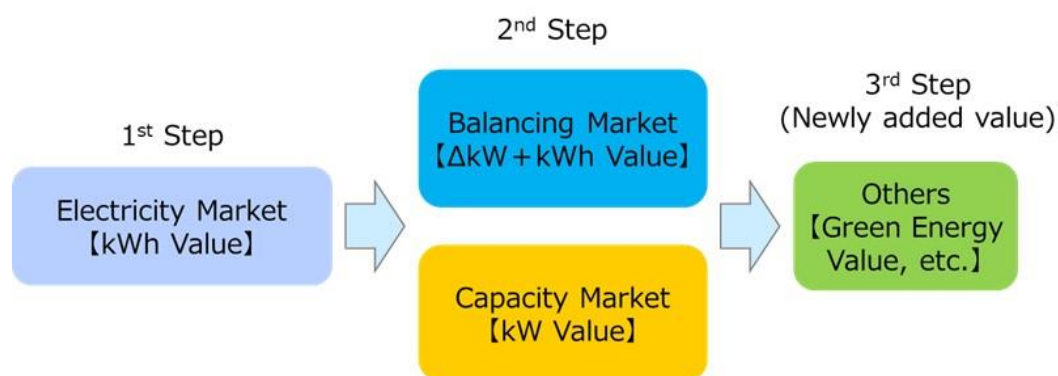 1st Step
Electricity Market
【kWh Value】
2nd Step
Balancing Market
【ΔkW+kWh Value】
Capacity Market
【kW Value】
3rd Step
(Newly added value)
Others
【Green Energy
Value, etc.】